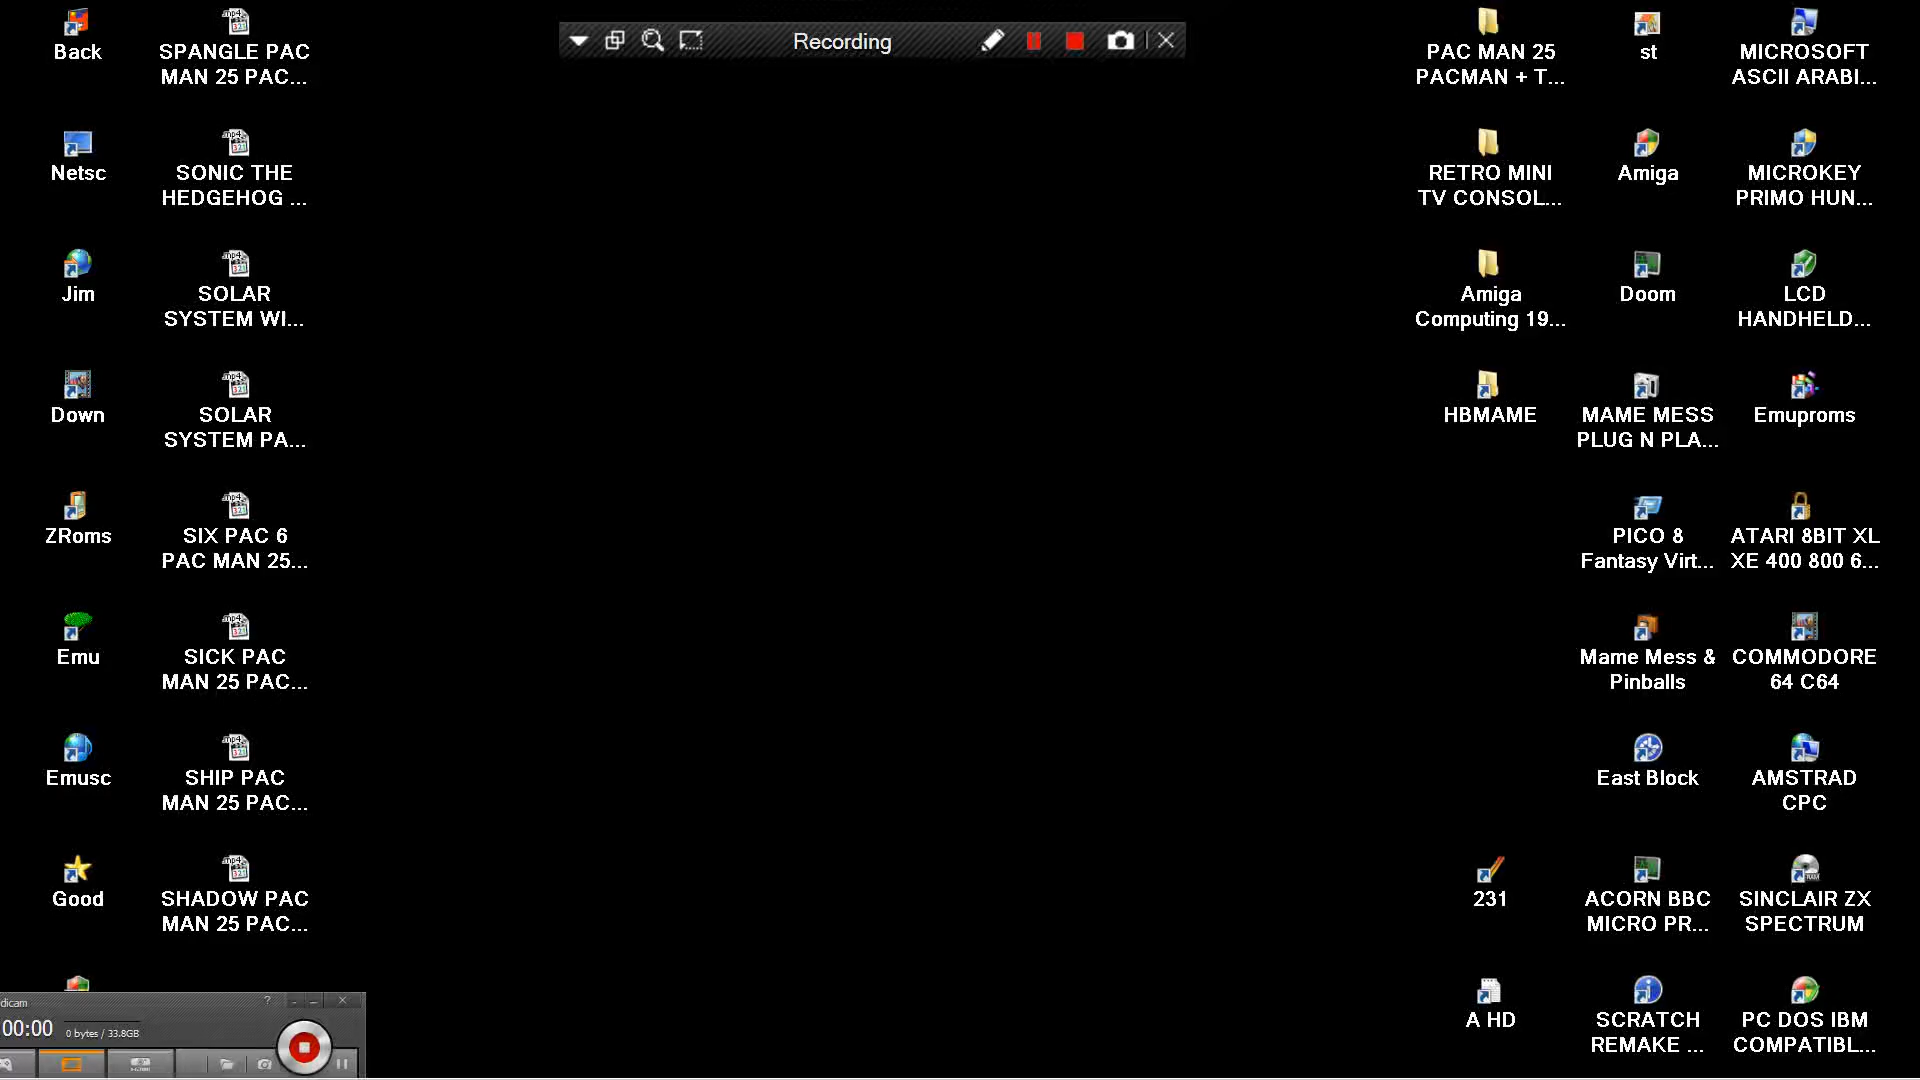 Recording
Back
SPANGLE PAC
MAN 25 PAC...
PAC MAN 25
PACMAN + T...
st
MICROSOFT
ASCII ARABI...
Netsc
SONIC THE
HEDGEHOG ...
RETRO MINI
TV CONSOL...
Amiga
MICROKEY
PRIMO HUN...
Jim
SOLAR
SYSTEM WI...
Amiga
Computing 19...
Doom
LCD
HANDHELD...
Down
SOLAR
SYSTEM PA...
HBMAME
MAME MESS
PLUG N PLA...
Emuproms
ZRoms
SIX PAC 6
PAC MAN 25...
PICO 8
Fantasy Virt...
ATARI 8BIT XL
XE 400 800 6...
Emu
SICK PAC
MAN 25 PAC...
Mame Mess &
Pinballs
COMMODORE
64 C64
Emusc
SHIP PAC
MAN 25 PAC...
East Block
AMSTRAD
CPC
Good
SHADOW PAC
MAN 25 PAC...
231
ACORN BBC
MICRO PR...
SINCLAIR ZX
SPECTRUM
A HD
SCRATCH
REMAKE ...
PC DOS IBM
COMPATIBL...
dicam
00:00
0 bytes / 33.8GB